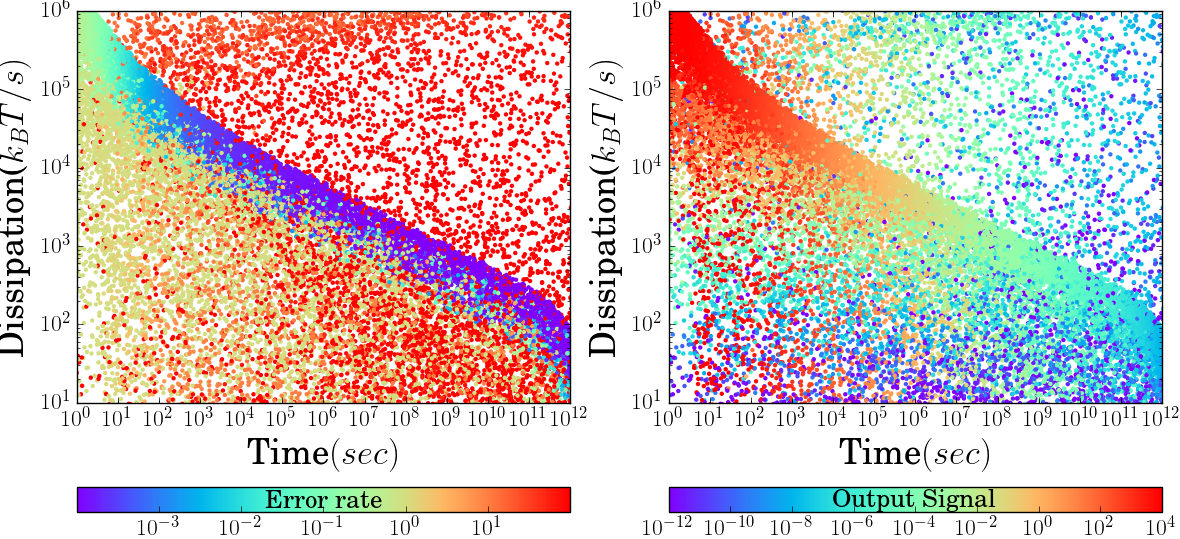 10^6 10^5 10^4 10^3 10^2 10^1
Dissipation(k_BT/s)
10^0 10^1 10^2 10^3 10^4 10^5 10^6 10^7 10^8 10^9 10^10 10^11 10^12
Time(sec)
Error rate
10^-3 10^-2 10^-1 10^0 10^1
10^6 10^5 10^4 10^3 10^2 10^1
Dissipation(k_BT/s)
10^0 10^1 10^2 10^3 10^4 10^5 10^6 10^7 10^8 10^9 10^10 10^11 10^12
Time(sec)
Output Signal
10^-12 10^-10 10^-8 10^-6 10^-4 10^-2 10^0 10^2 10^4